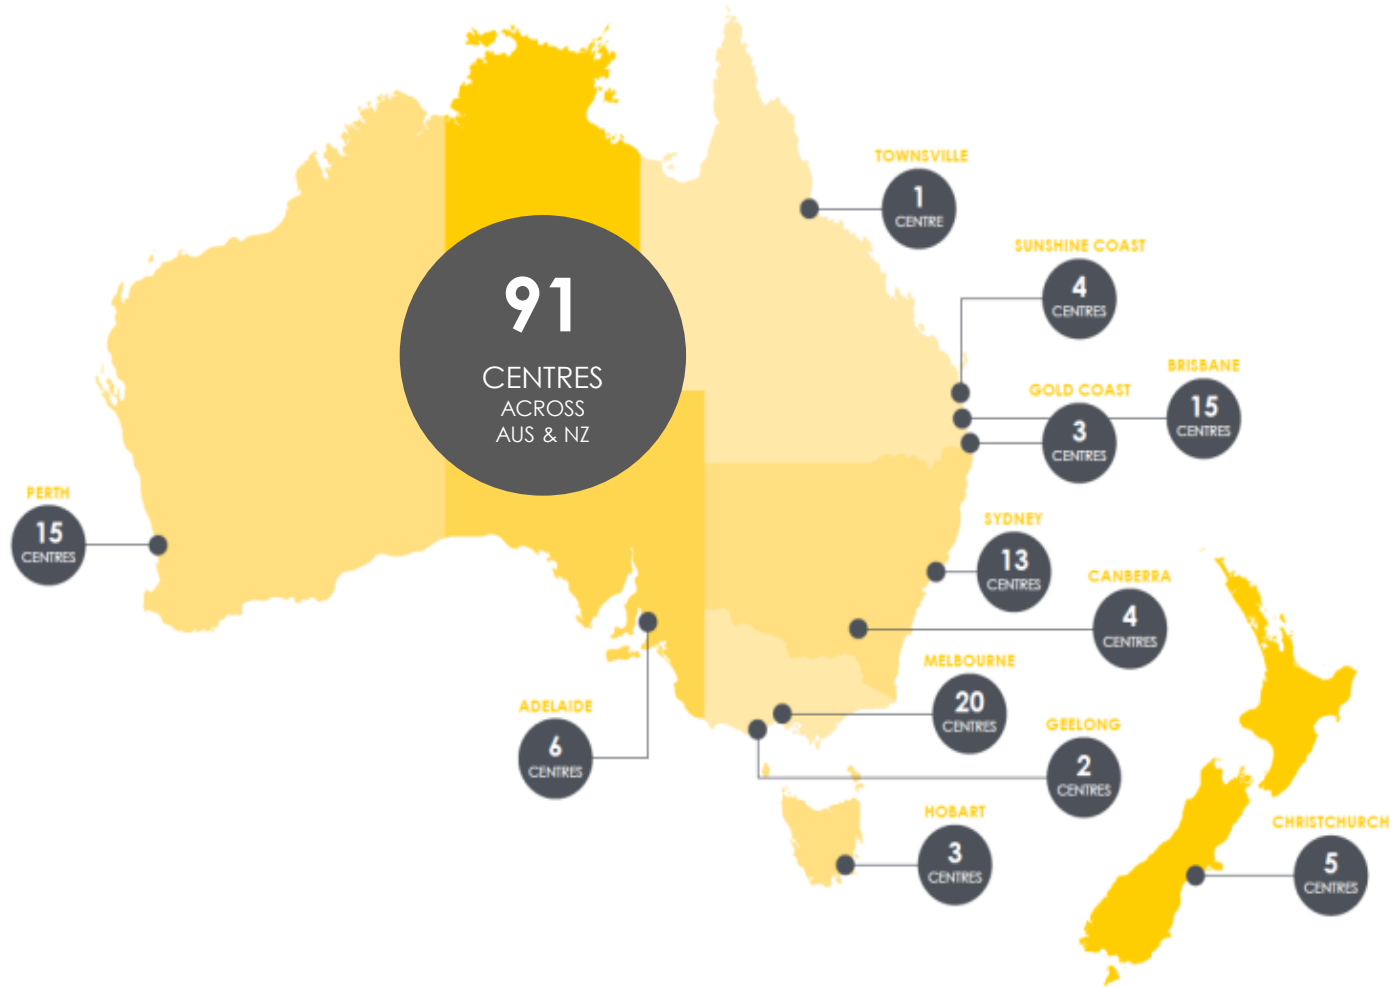 TOWNSVILLE
1
CENTRE
SUNSHINE COAST
4
CENTRES
91
CENTRES
ACROSS
AUS & NZ
BRISBANE
15
CENTRES
GOLD COAST
3
CENTRES
PERTH
15
CENTRES
SYDNEY
13
CENTRES
CANBERRA
4
CENTRES
MELBOURNE
20
CENTRES
ADELAIDE
6
CENTRES
GEELONG
2
CENTRES
HOBART
3
CENTRES
CHRISTCHURCH
5
CENTRES